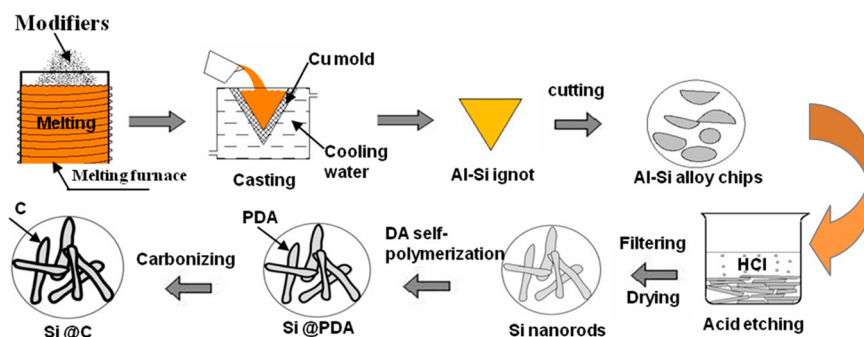 Modifiers
Melting
Melting furnace
Cu mold
Cooling
water
Casting
Al-Si ignot
cutting
Al-Si alloy chips
HCl
Acid etching
Filtering
Drying
Si nanorods
DA self-
polymerization
PDA
Si @PDA
Carbonizing
C
Si @C